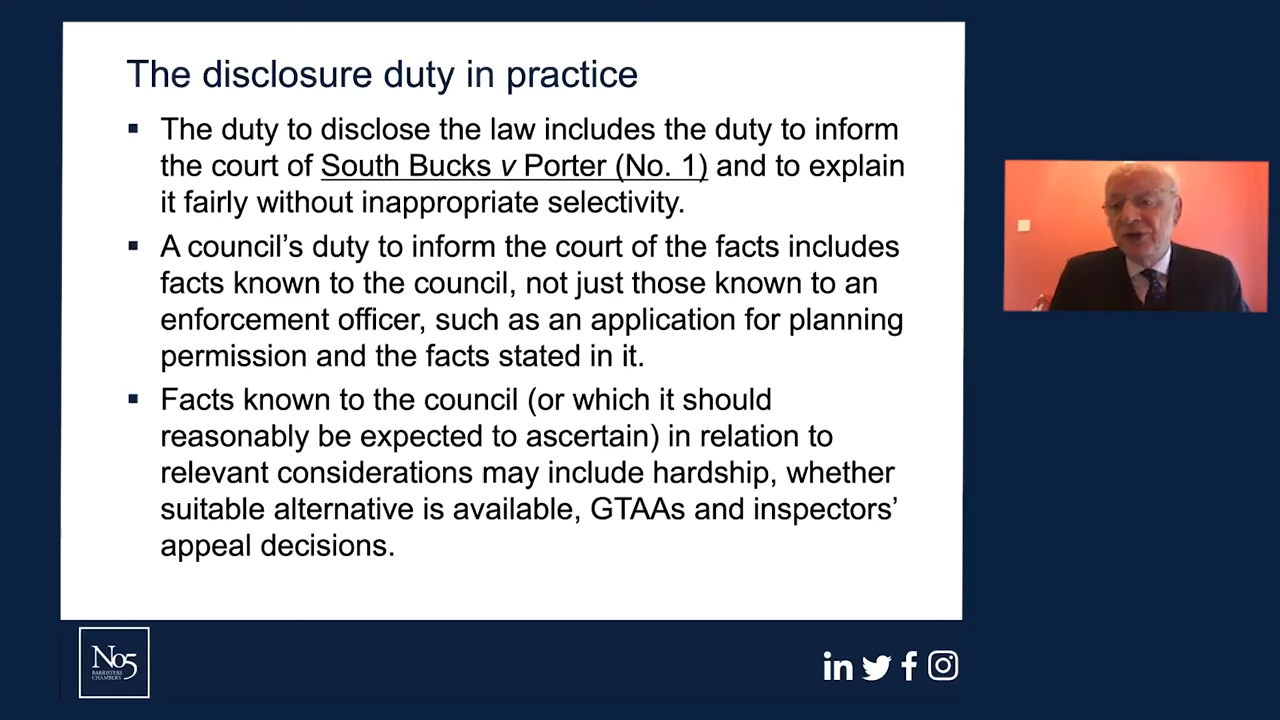 The disclosure duty in practice
▪ The duty to disclose the law includes the duty to inform
the court of South Bucks v Porter (No. 1) and to explain
it fairly without inappropriate selectivity.
▪ A council’s duty to inform the court of the facts includes
facts known to the council, not just those known to an
enforcement officer, such as an application for planning
permission and the facts stated in it.
▪ Facts known to the council (or which it should
reasonably be expected to ascertain) in relation to
relevant considerations may include hardship, whether
suitable alternative is available, GTAAs and inspectors’
appeal decisions.
No5
BARRISTERS
CHAMBERS